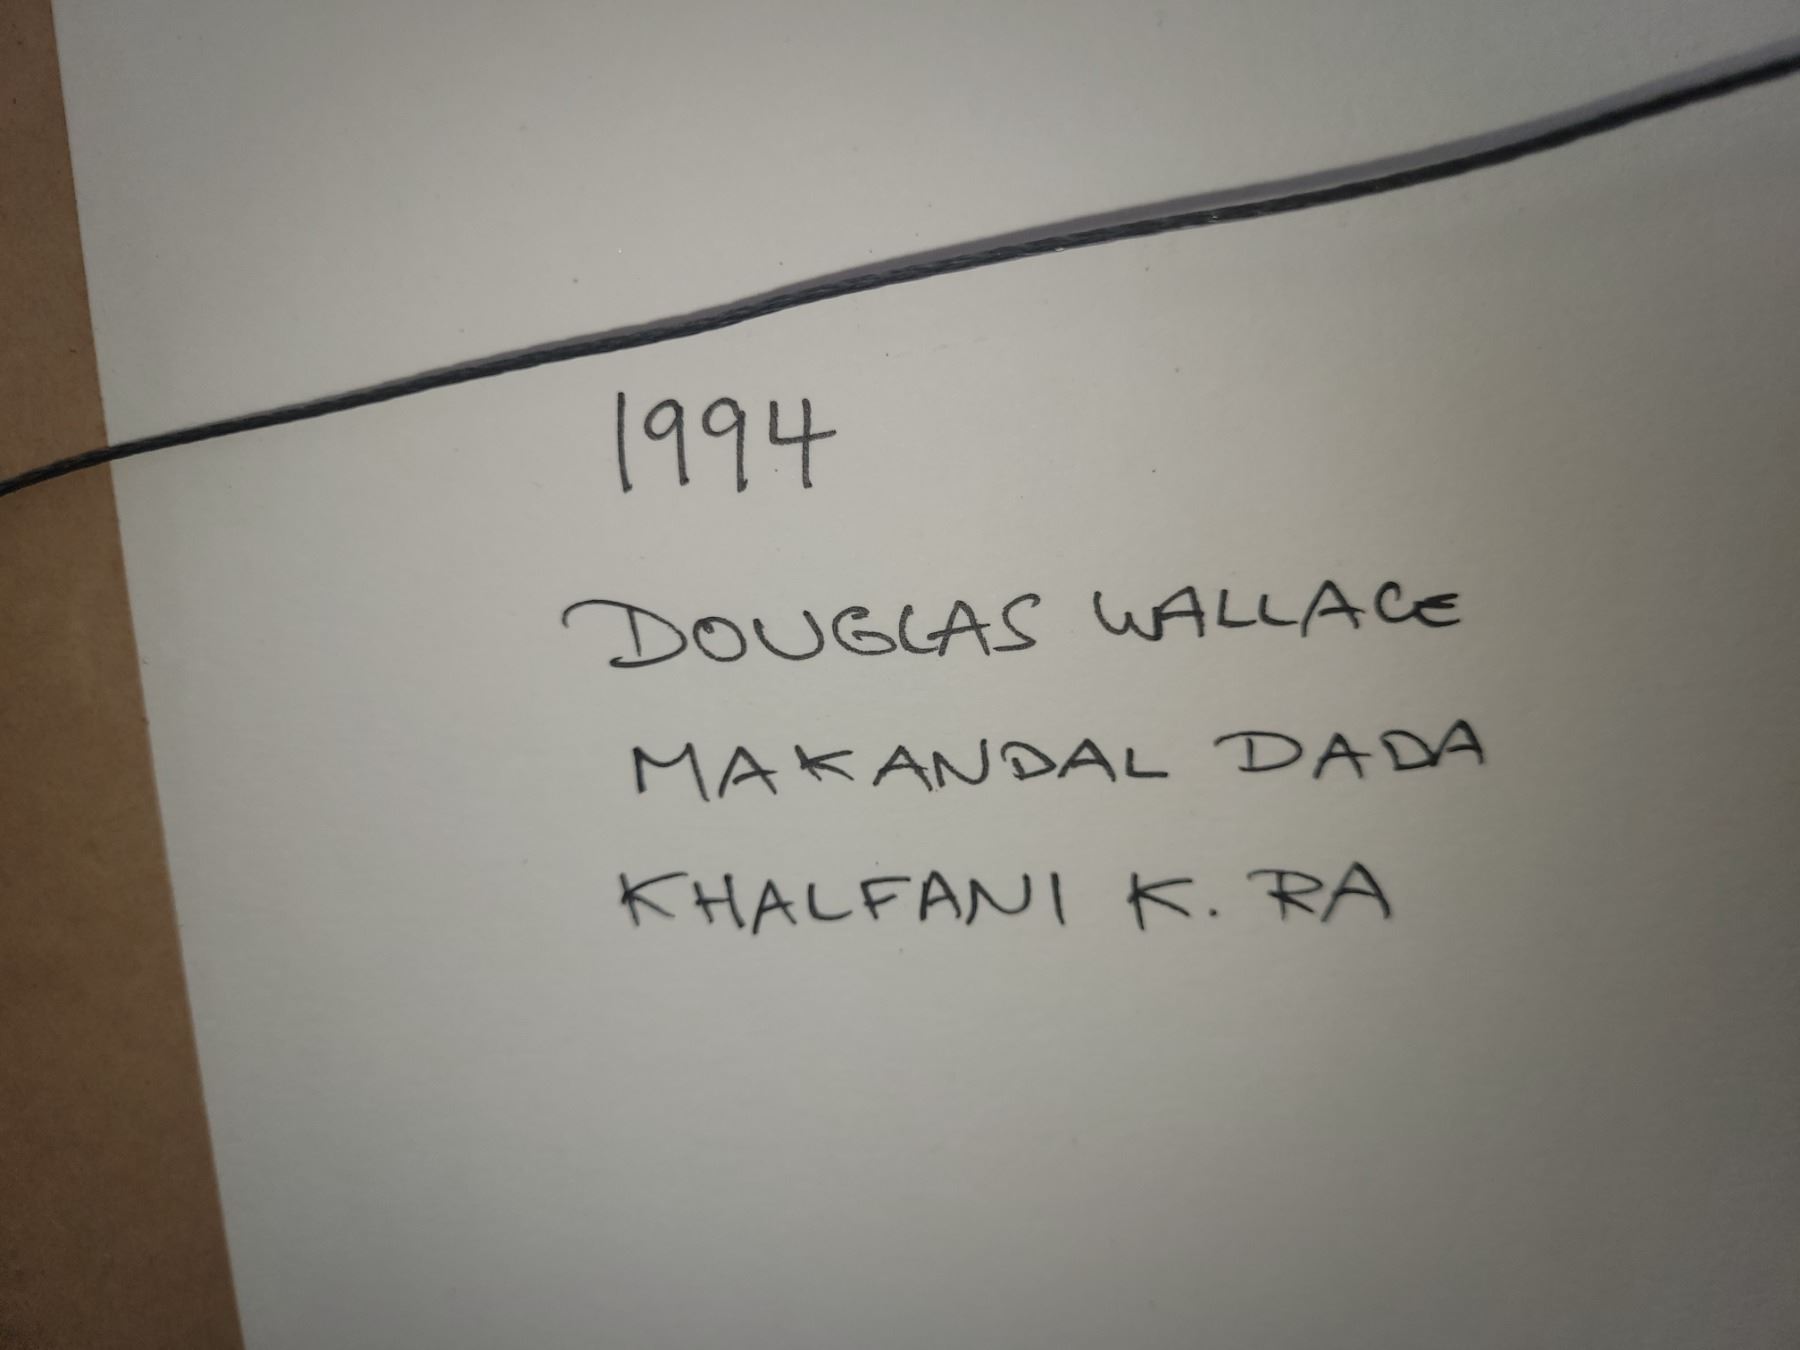 1994
DOUGLAS WALLACE
MAKANDAL DADA
KHALFANI K. RA